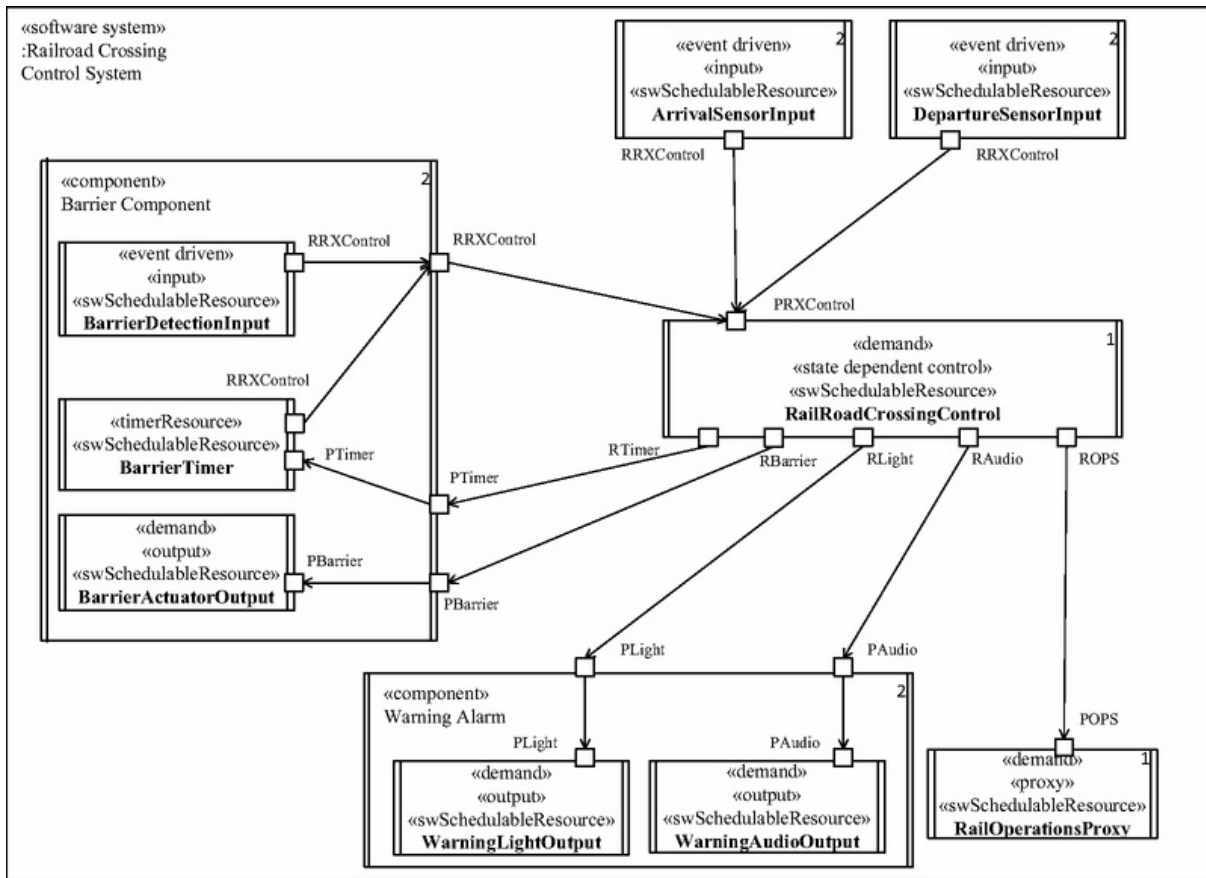 «software system»
:Railroad Crossing
Control System
2
«event driven»
«input»
«swSchedulableResource»
ArrivalSensorInput
RRXControl
2
«event driven»
«input»
«swSchedulableResource»
DepartureSensorInput
RRXControl
«component»
Barrier Component
2
«event driven»
«input»
«swSchedulableResource»
BarrierDetectionInput
RRXControl
RRXControl
RRXControl
«timerResource»
«swSchedulableResource»
BarrierTimer
PTimer
PTimer
«demand»
«output»
«swSchedulableResource»
BarrierActuatorOutput
PBarrier
PBarrier
PRXControl
1
«demand»
«state dependent control»
«swSchedulableResource»
RailRoadCrossingControl
RTimer
RBarrier
RLight
RAudio
ROPS
PLight
PAudio
«component»
Warning Alarm
2
PLight
«demand»
«output»
«swSchedulableResource»
WarningLightOutput
PAudio
«demand»
«output»
«swSchedulableResource»
WarningAudioOutput
POPS
1
«demand»
«proxy»
«swSchedulableResource»
RailOperationsProxy